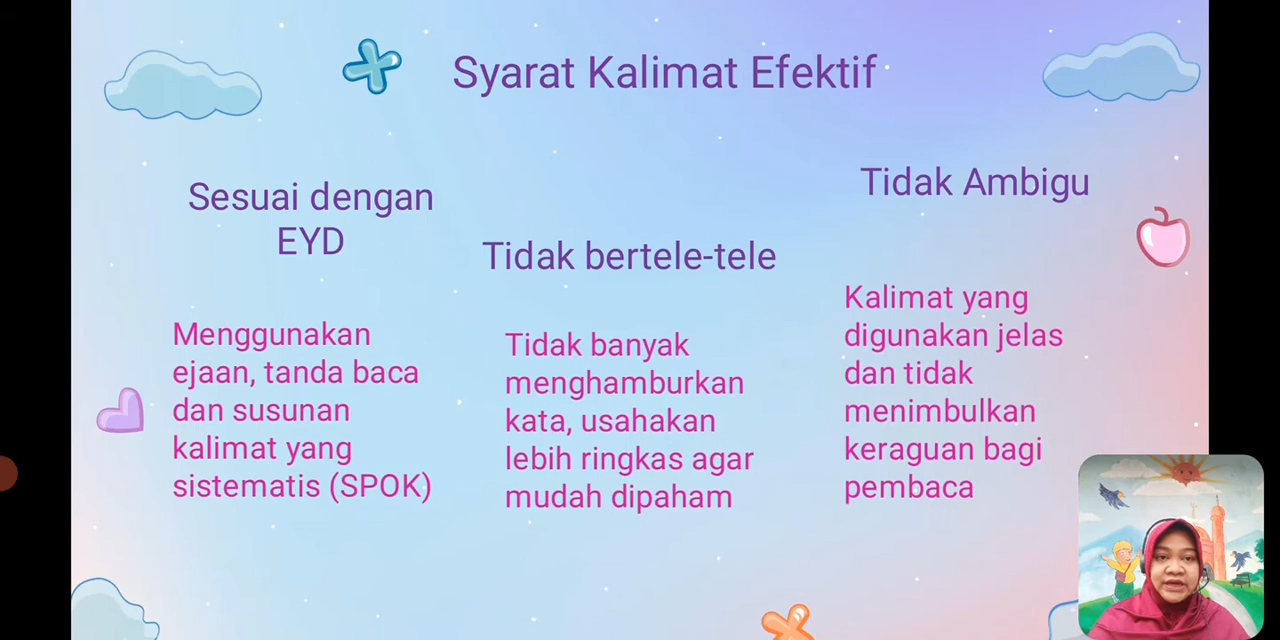 Syarat Kalimat Efektif
Sesuai dengan
EYD
Menggunakan
ejaan, tanda baca
dan susunan
kalimat yang
sistematis (SPOK)
Tidak bertele-tele
Tidak banyak
menghamburkan
kata, usahakan
lebih ringkas agar
mudah dipaham
Tidak Ambigu
Kalimat yang
digunakan jelas
dan tidak
menimbulkan
keraguan bagi
pembaca